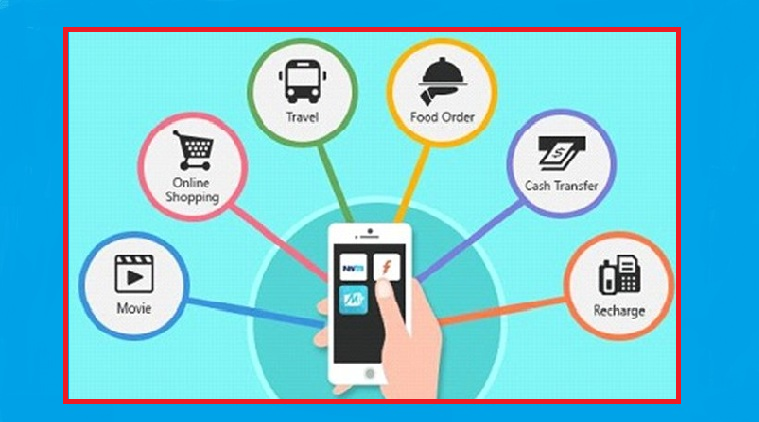 Travel
Food Order
Online
Shopping
Cash Transfer
Movie
Recharge
$